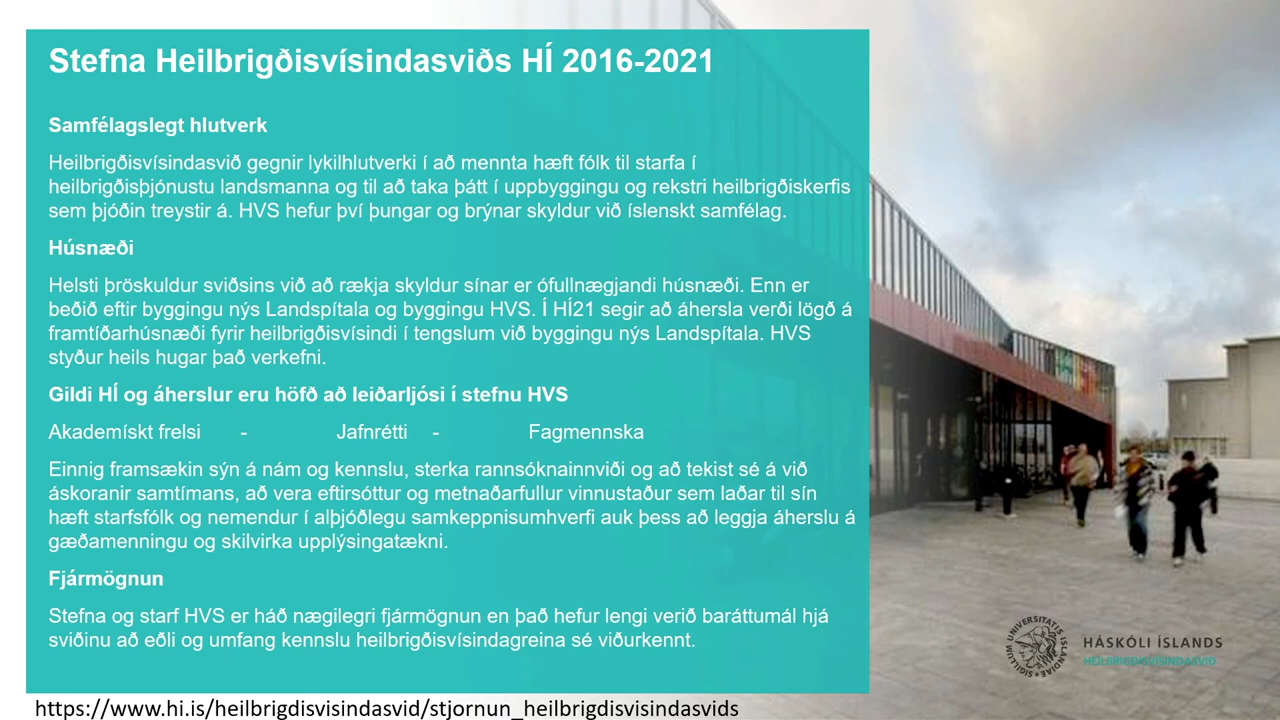 Stefna Heilbrigðisvísindasviðs HÍ 2016-2021
Samfélagslegt hlutverk
Heilbrigðisvísindasvið gegnir lykilhlutverki í að mennta hæft fólk til starfa í
heilbrigðisþjónustu landsmanna og til að taka þátt í uppbyggingu og rekstri heilbrigðiskerfis
sem þjóðin treystir á. HVS hefur því þungar og brýnar skyldur við íslenskt samfélag.
Húsnæði
Helsti þröskuldur sviðsins við að rækja skyldur sínar er ófullnægjandi húsnæði. Enn er
beðið eftir byggingu nýs Landspítala og byggingu HVS. Í HÍ21 segir að áhersla verði lögð á
framtíðarhúsnæði fyrir heilbrigðisvísindi í tengslum við byggingu nýs Landspítala. HVS
styður heils hugar það verkefni.
Gildi HÍ og áherslur eru höfð að leiðarljósi í stefnu HVS
Akademískt frelsi - Jafnrétti - Fagmennska
Einnig framsækin sýn á nám og kennslu, sterka rannsóknainnviði og að tekist sé á við
áskoranir samtímans, að vera eftirsóttur og metnaðarfullur vinnustaður sem laðar til sín
hæft starfsfólk og nemendur í alþjóðlegu samkeppnisumhverfi auk þess að leggja áherslu á
gæðamenningu og skilvirka upplýsingatækni.
Fjármögnun
Stefna og starf HVS er háð nægilegri fjármögnun en það hefur lengi verið baráttumál hjá
sviðinu að eðli og umfang kennslu heilbrigðisvísindagreina sé viðurkennt.
SIGILLUM UNIVERSITATIS ISLANDIAE
HÁSKÓLI ÍSLANDS
HEILBRIGÐISVÍSINDASVIÐ
https://www.hi.is/heilbrigdisvisindasvid/stjornun_heilbrigdisvisindasvids